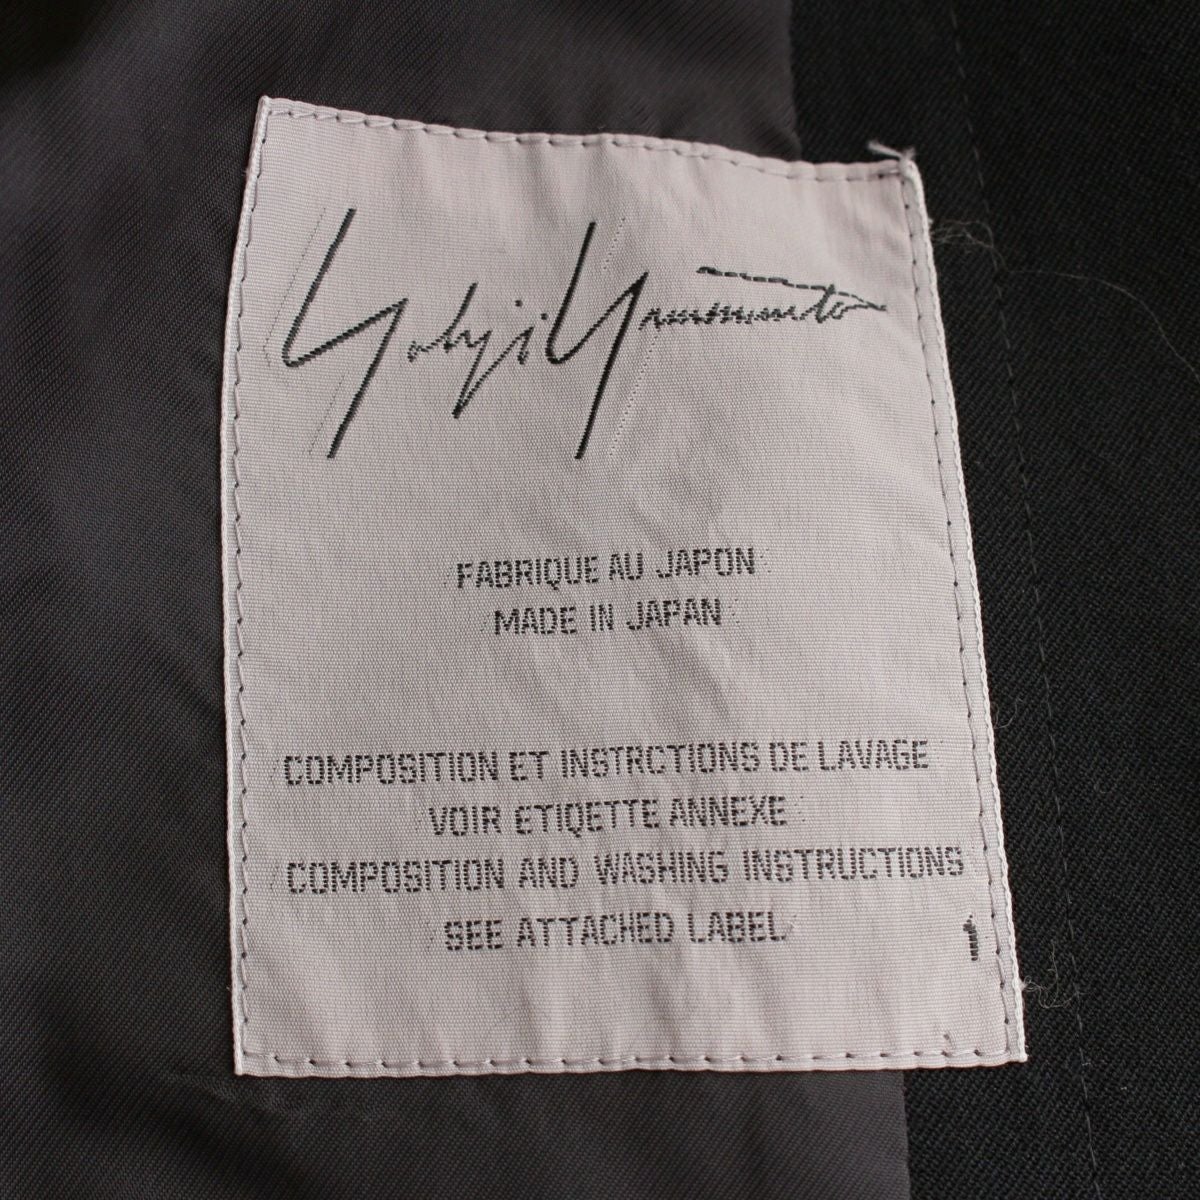 Yohji Yamamoto
FABRIQUE AU JAPON
MADE IN JAPAN
COMPOSITION ET INSTRCTIONS DE LAVAGE
VOIR ETIQETTE ANNEXE
COMPOSITION AND WASHING INSTRUCTIONS
SEE ATTACHED LABEL
1